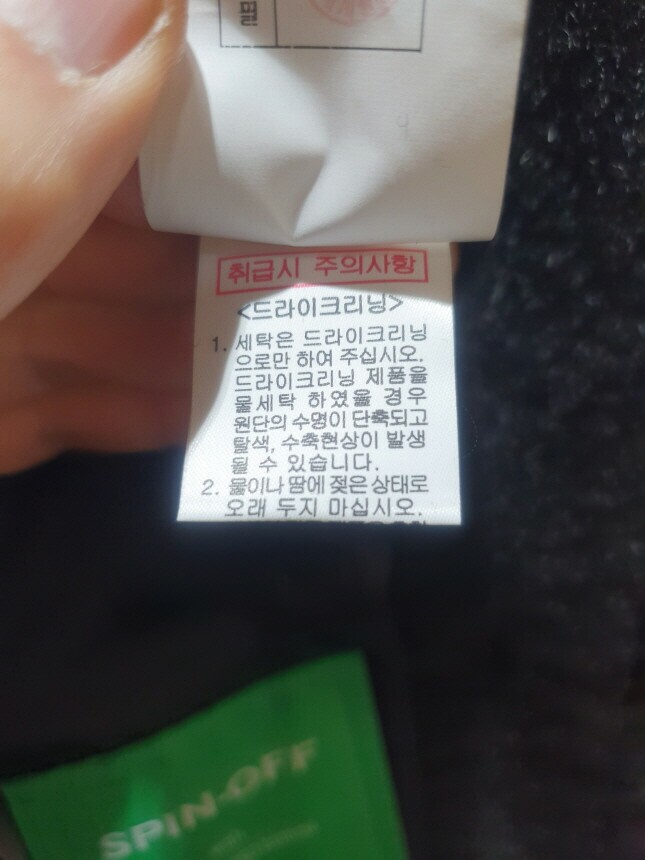 취급시 주의사항
<드라이크리닝>
1. 세탁은 드라이크리닝
으로만 하여 주십시오.
드라이크리닝 제품을
물세탁 하였을 경우
원단의 수명이 단축되고
탈색, 수축현상이 발생
될 수 있습니다.
2. 물이나 땀에 젖은 상태로
오래 두지 마십시오.
SPIN-OFF